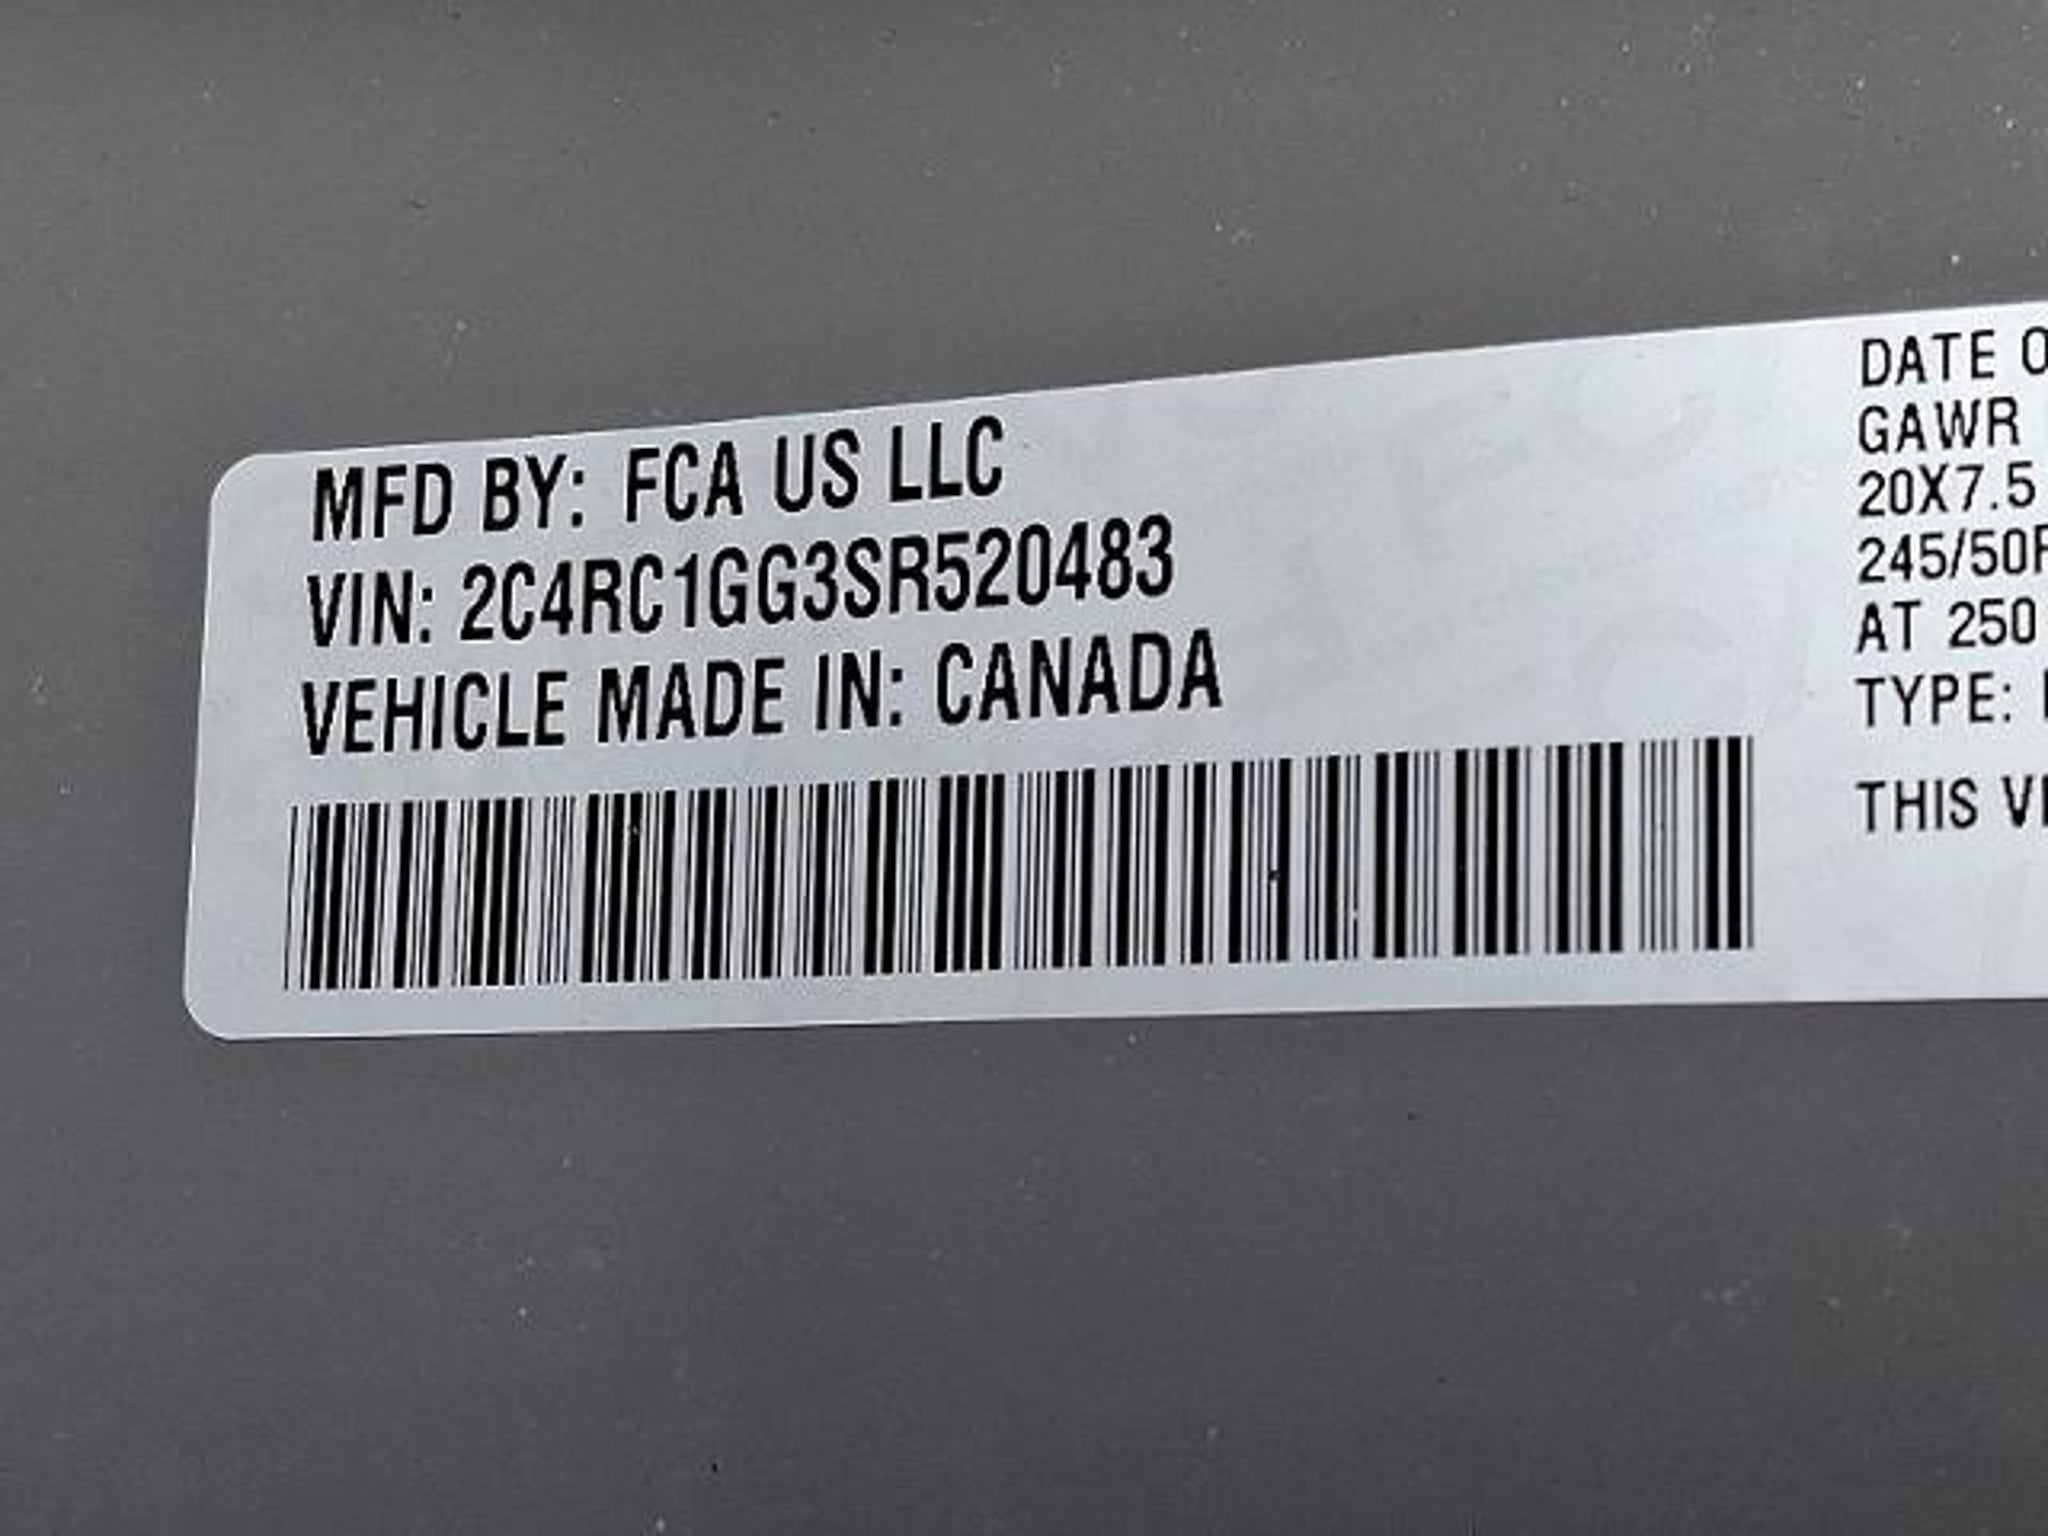 MFD BY: FCA US LLC
VIN: 2C4RC1GG3SR520483
VEHICLE MADE IN: CANADA
DATE O
GAWR
20X7.5
245/50R
AT 250
TYPE:
THIS V